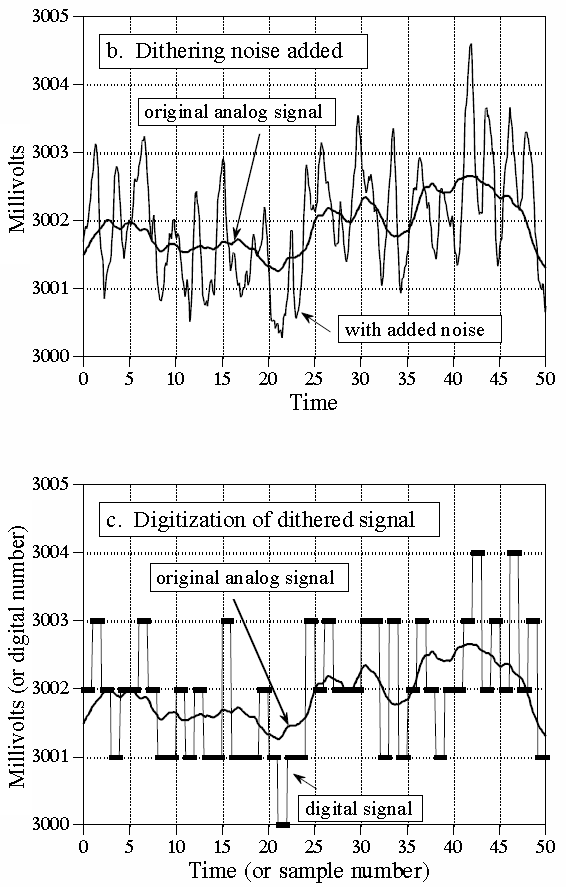 b. Dithering noise added
original analog signal
with added noise
Millivolts
3005
3004
3003
3002
3001
3000
0 5 10 15 20 25 30 35 40 45 50
Time
c. Digitization of dithered signal
original analog signal
digital signal
Millivolts (or digital number)
3005
3004
3003
3002
3001
3000
0 5 10 15 20 25 30 35 40 45 50
Time (or sample number)